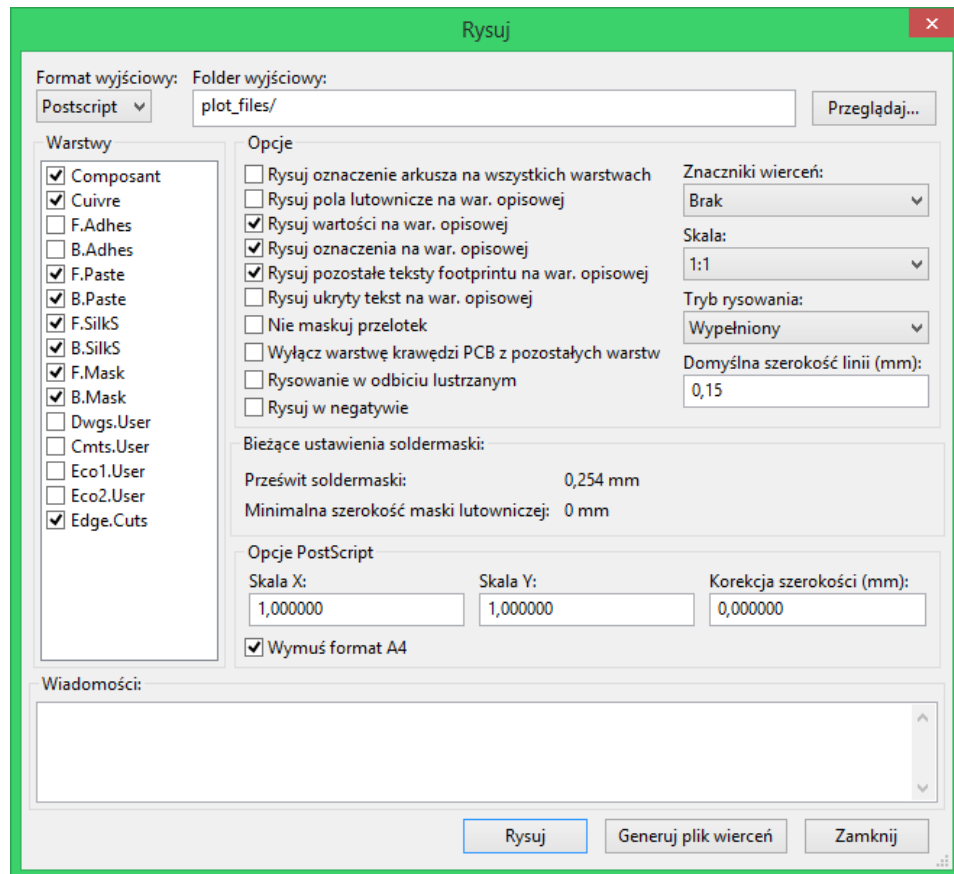 Rysuj
Format wyjściowy: Folder wyjściowy:
Postscript plot_files/ Przeglądaj...
Warstwy
Composant
Cuivre
F.Adhes
B.Adhes
F.Paste
B.Paste
F.SilkS
B.SilkS
F.Mask
B.Mask
Dwgs.User
Cmts.User
Eco1.User
Eco2.User
Edge.Cuts
Opcje
Rysuj oznaczenie arkusza na wszystkich warstwach
Rysuj pola lutownicze na war. opisowej
Rysuj wartości na war. opisowej
Rysuj oznaczenia na war. opisowej
Rysuj pozostałe teksty footprintu na war. opisowej
Rysuj ukryty tekst na war. opisowej
Nie maskuj przelotek
Wyłącz warstwę krawędzi PCB z pozostałych warstw
Rysowanie w odbiciu lustrzanym
Rysuj w negatywie
Znaczniki wierceń:
Brak
Skala:
1:1
Tryb rysowania:
Wypełniony
Domyślna szerokość linii (mm):
0,15
Bieżące ustawienia soldermaski:
Prześwit soldermaski: 0,254 mm
Minimalna szerokość maski lutowniczej: 0 mm
Opcje PostScript
Skala X: Skala Y: Korekcja szerokości (mm):
1,000000 1,000000 0,000000
Wymuś format A4
Wiadomości:
Rysuj Generuj plik wierceń Zamknij